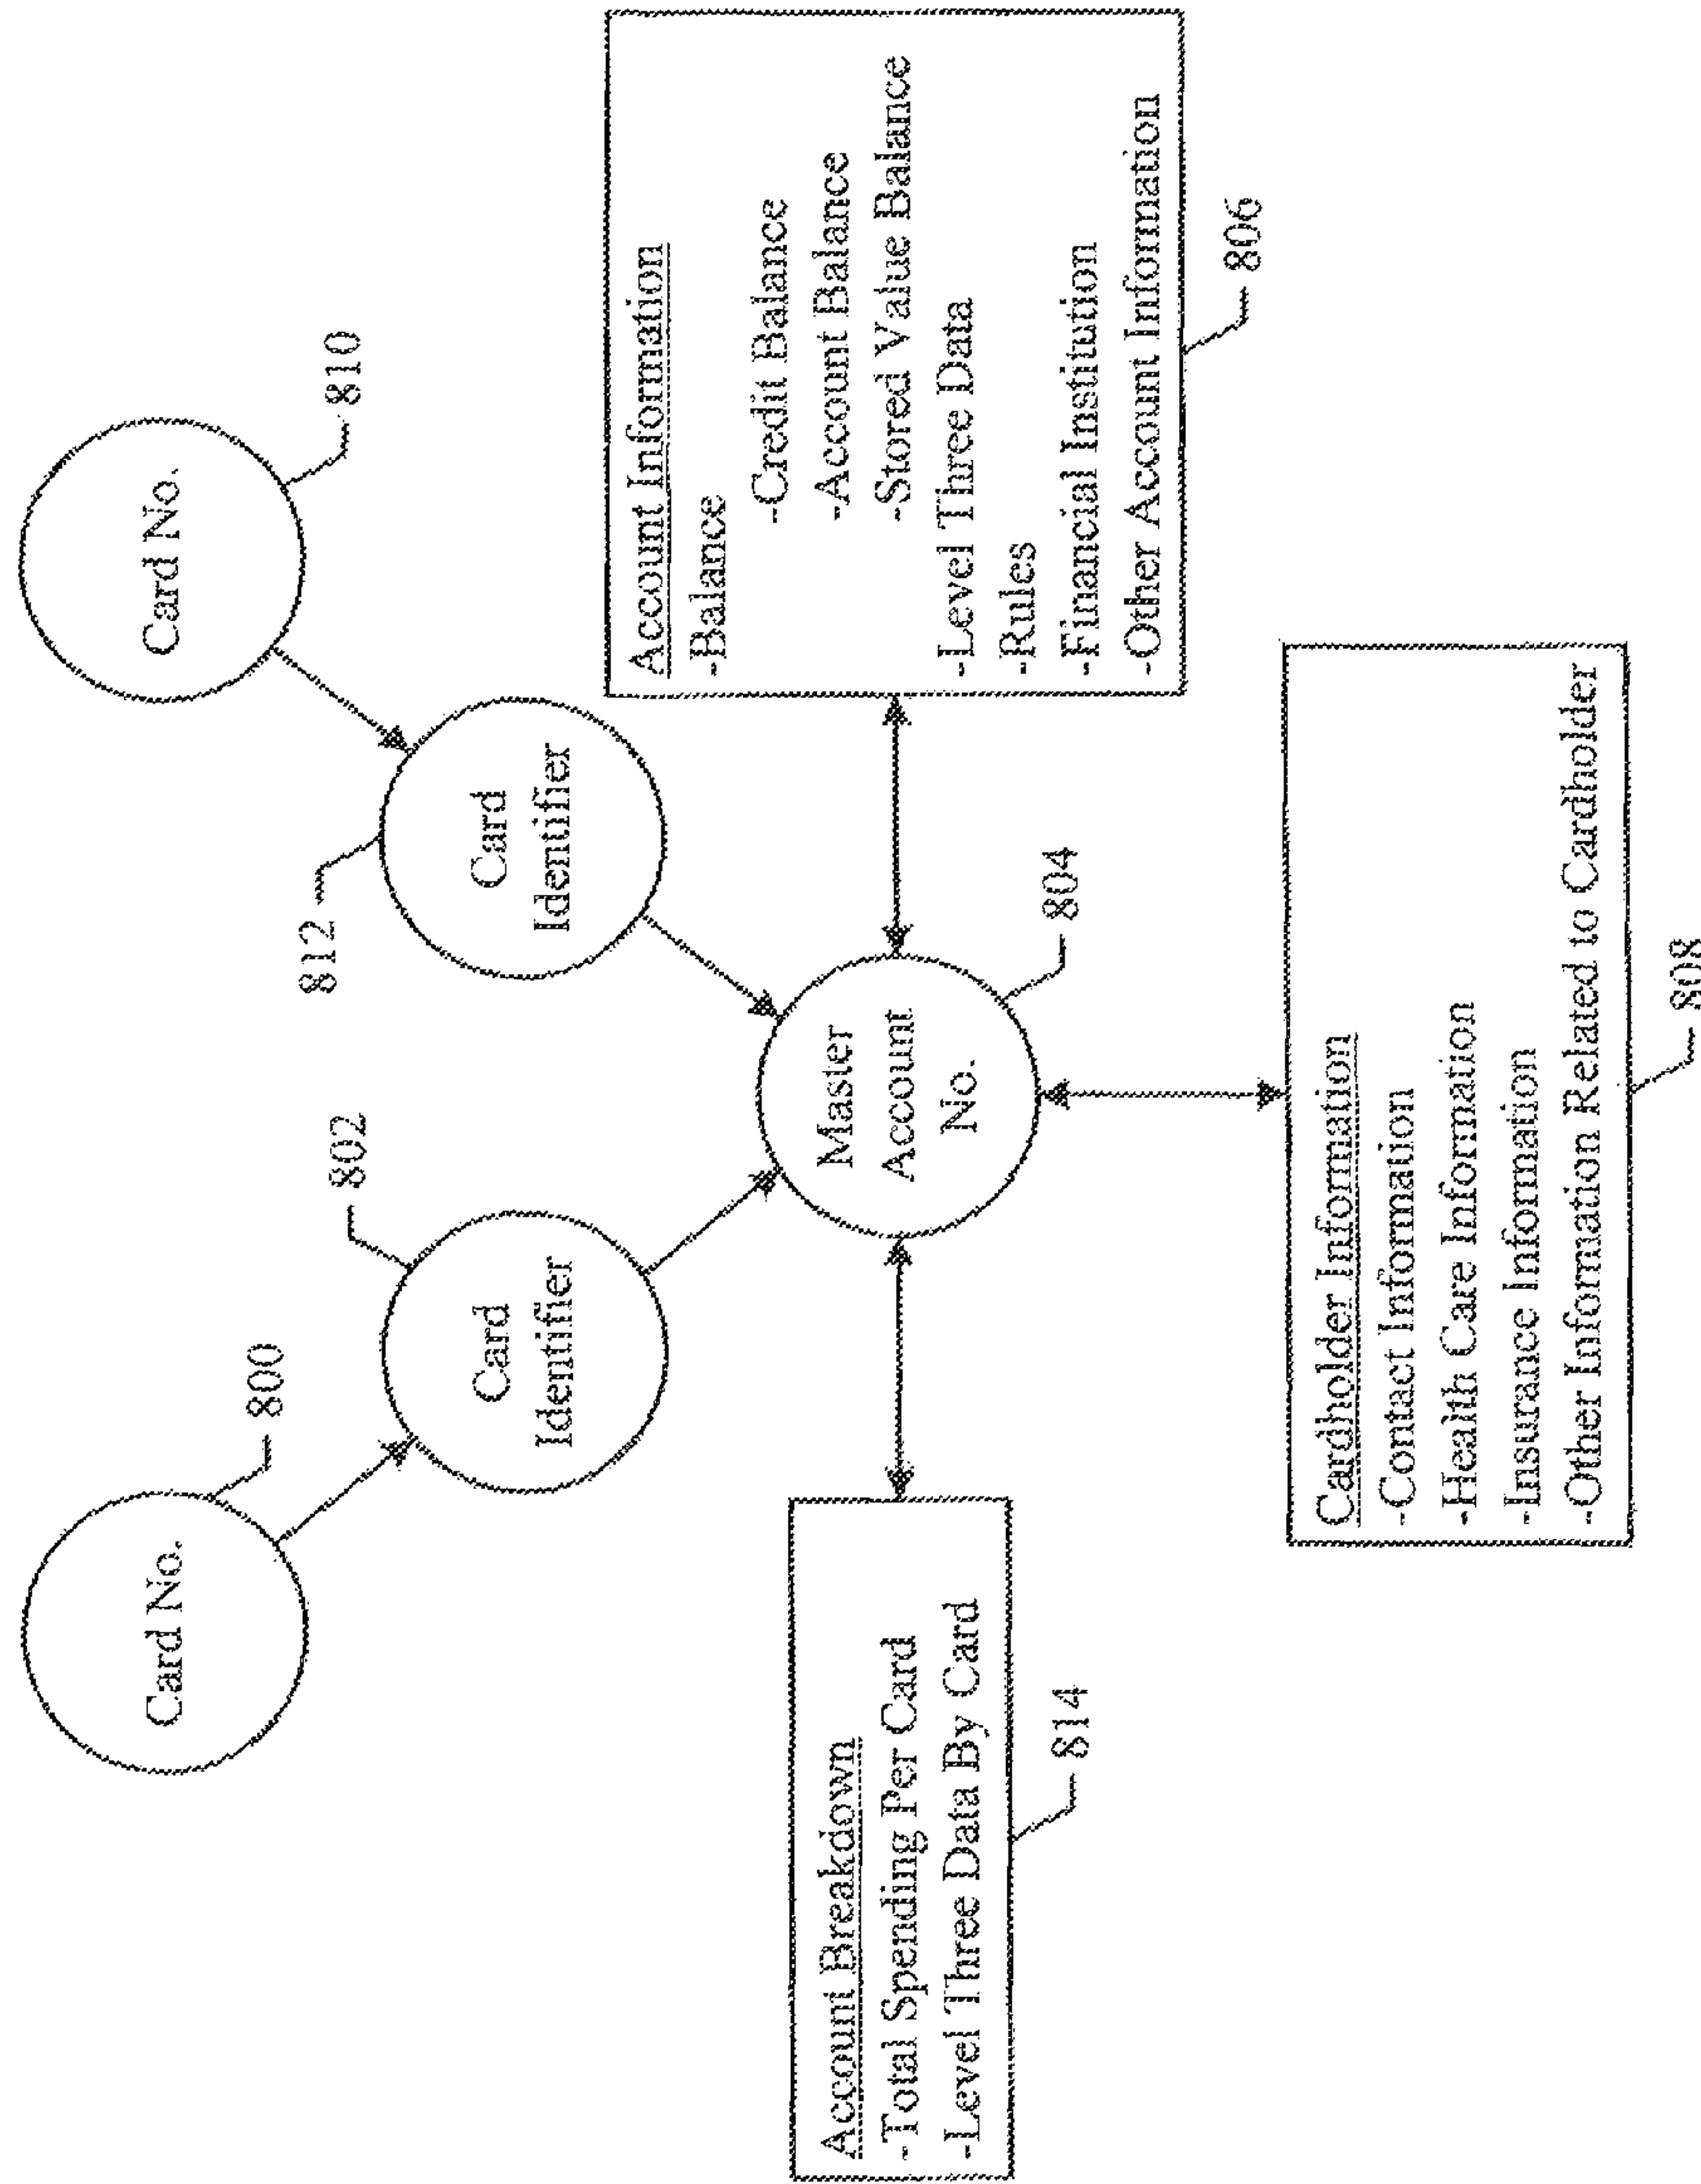 Card No.
800
Card No.
810
Card
Identifier
802
812
Card
Identifier
Master
Account
No.
804
Account Breakdown
-Total Spending Per Card
-Level Three Data By Card
814
Account Information
-Balance
-Credit Balance
-Account Balance
-Stored Value Balance
-Level Three Data
-Rules
-Financial Institution
-Other Account Information
806
Cardholder Information
-Contact Information
-Health Care Information
-Insurance Information
-Other Information Related to Cardholder
808